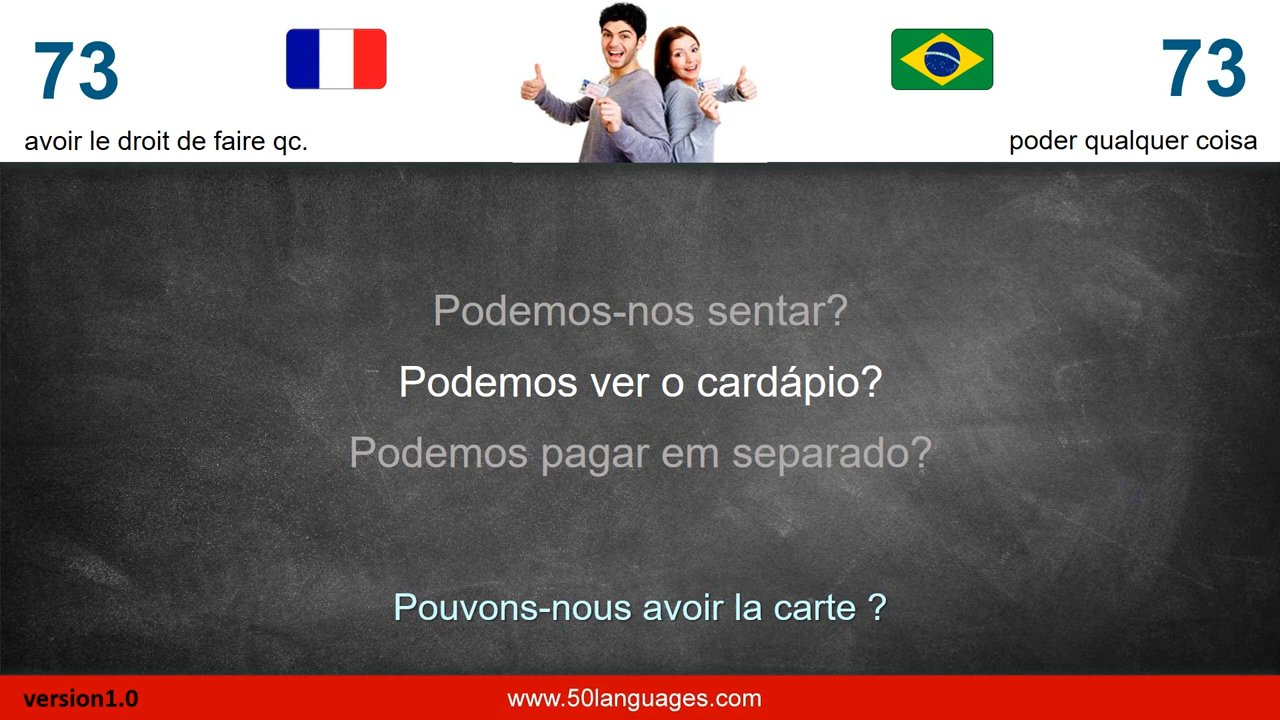 73
73
avoir le droit de faire qc.
poder qualquer coisa
Podemos-nos sentar?
Podemos ver o cardápio?
Podemos pagar em separado?
Pouvons-nous avoir la carte ?
version1.0
www.50languages.com